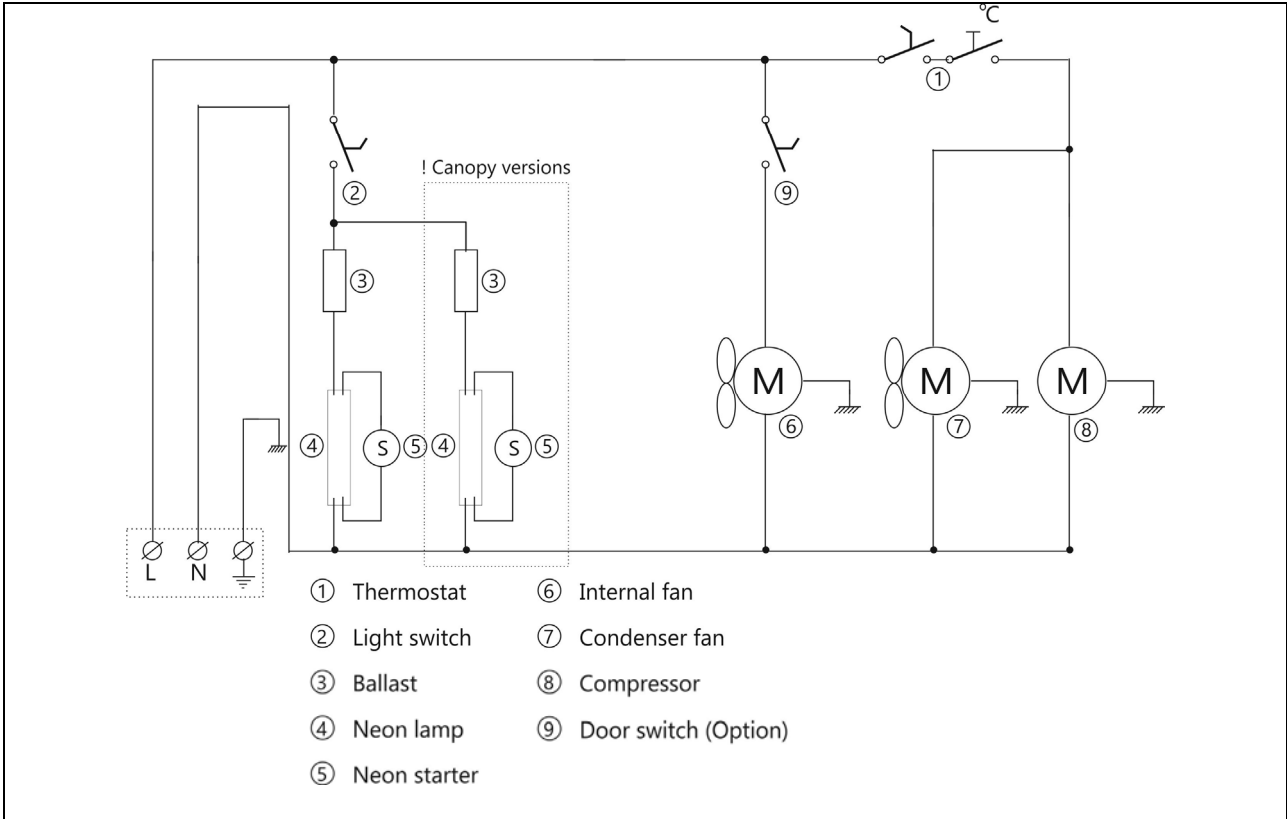 °C
①
②
! Canopy versions
⑨
③
③
M
M
M
⑥
⑦
⑧
④
S
⑤
④
S
⑤
L
N
① Thermostat
⑥ Internal fan
② Light switch
⑦ Condenser fan
③ Ballast
⑧ Compressor
④ Neon lamp
⑨ Door switch (Option)
⑤ Neon starter